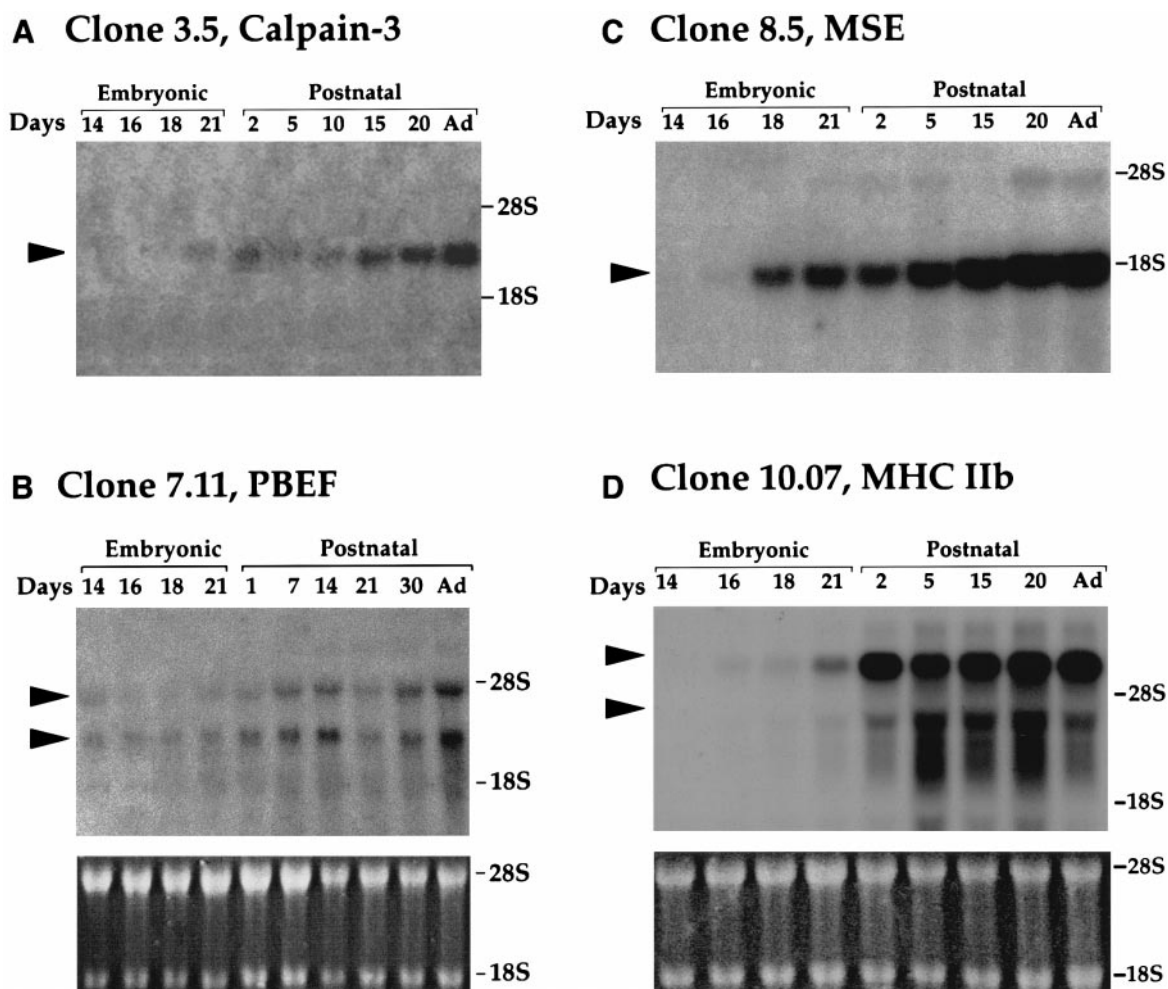 A Clone 3.5, Calpain-3
Embryonic Postnatal
Days 14 16 18 21 2 5 10 15 20 Ad
-28S
-18S
C Clone 8.5, MSE
Embryonic Postnatal
Days 14 16 18 21 2 5 15 20 Ad
-28S
-18S
B Clone 7.11, PBEF
Embryonic Postnatal
Days 14 16 18 21 1 7 14 21 30 Ad
-28S
-18S
-28S
-18S
D Clone 10.07, MHC IIb
Embryonic Postnatal
Days 14 16 18 21 2 5 15 20 Ad
-28S
-18S
-28S
-18S